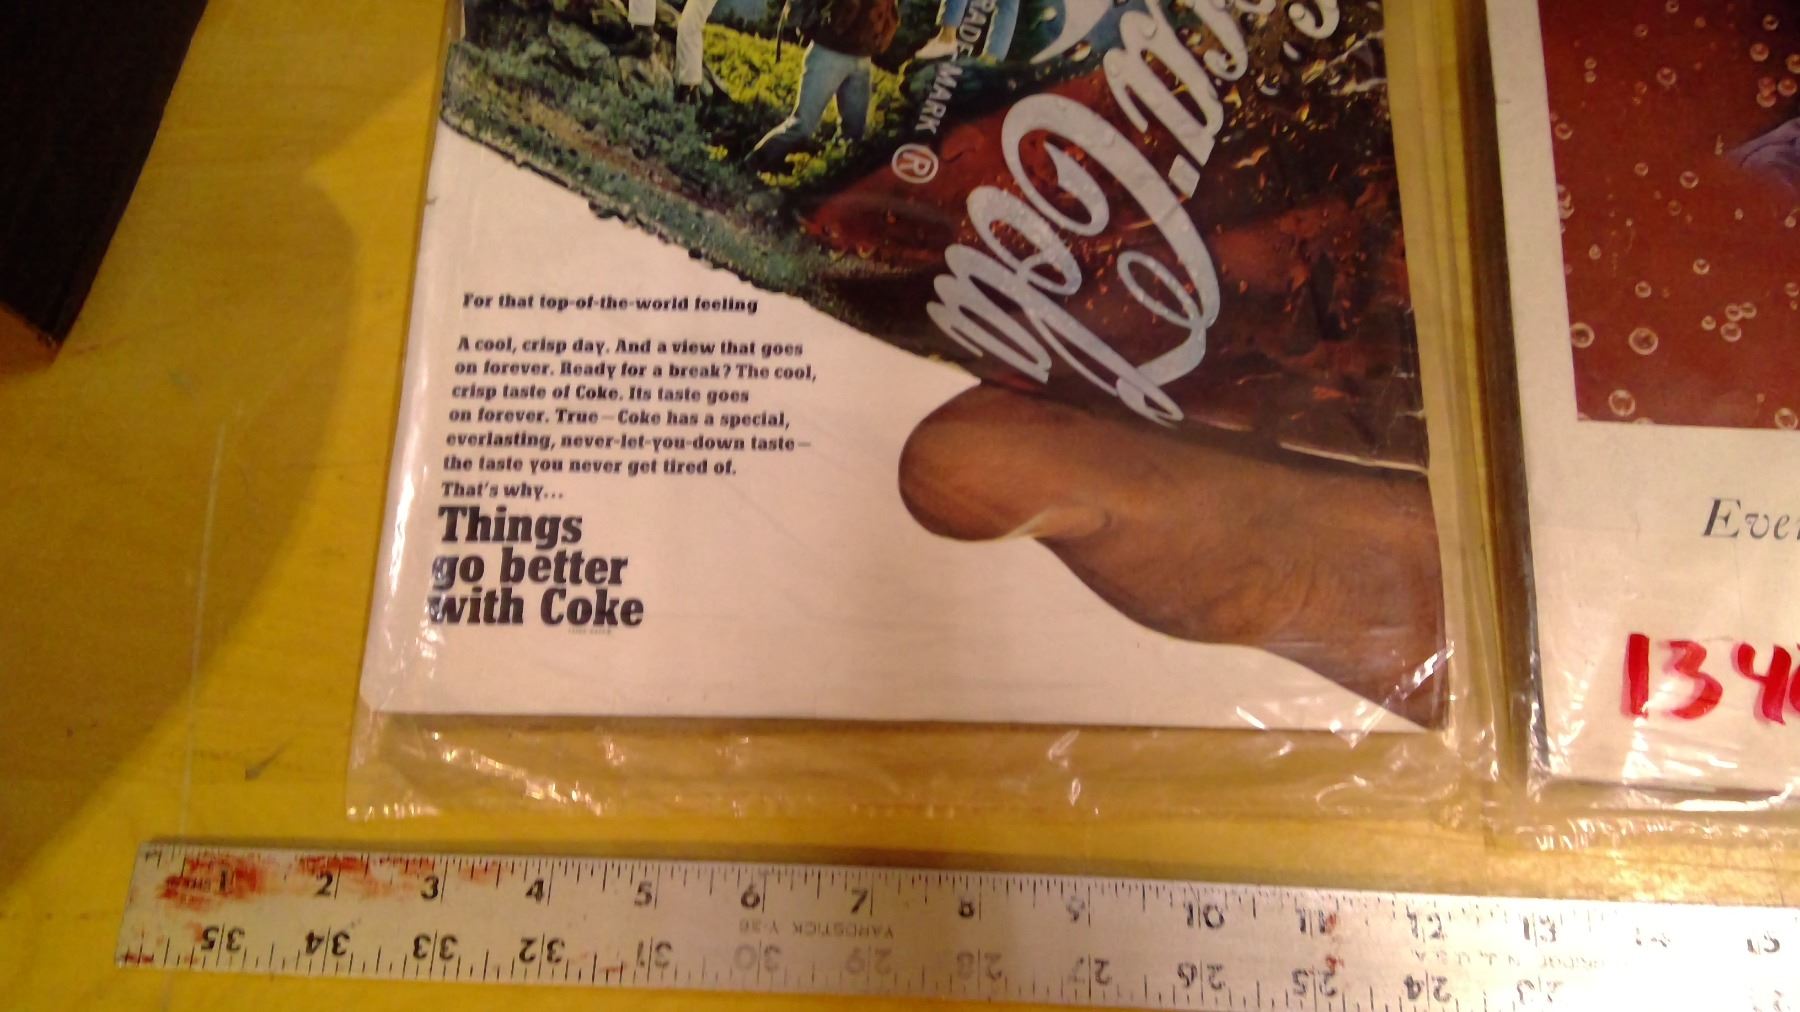 TRADE MARK ®
Coca-Cola
For that top-of-the-world feeling
A cool, crisp day. And a view that goes
on forever. Ready for a break? The cool,
crisp taste of Coke. Its taste goes
on forever. True—Coke has a special,
everlasting, never-let-you-down taste—
the taste you never get tired of.
That's why...
Things
go better
with Coke
1 2 3 4 5 6 7 8 9 10 11 12 13 14 15
YARDSTICK Y-36
35 34 33 32 31 30 29 28 27 26 25 24 23